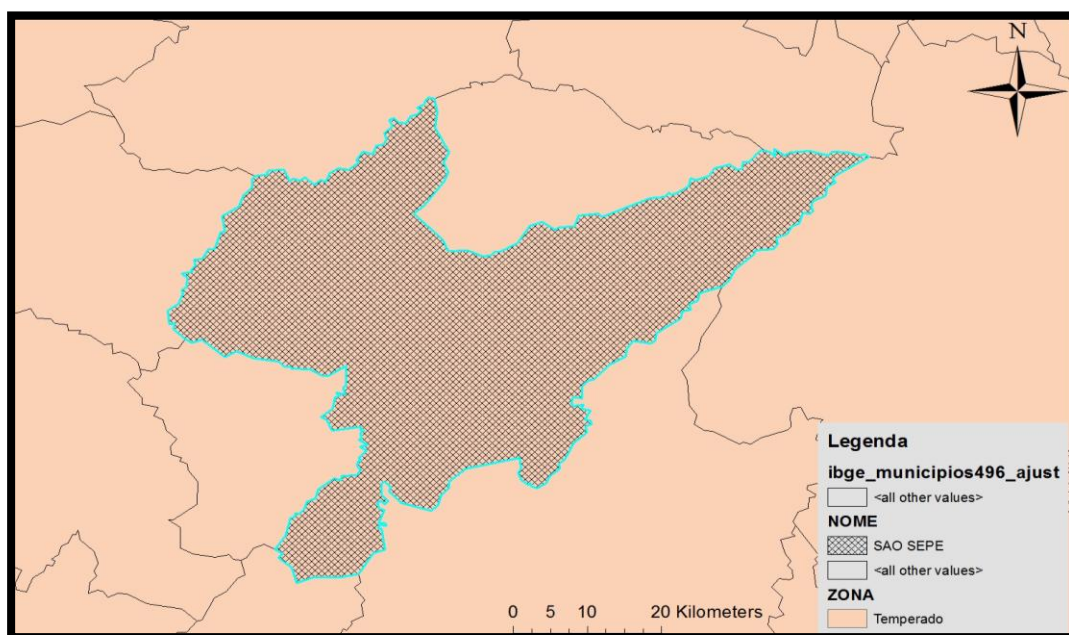 N
Legenda
ibge_municipios496_ajust
<all other values>
NOME
SAO SEPE
<all other values>
ZONA
Temperado
0 5 10 20 Kilometers